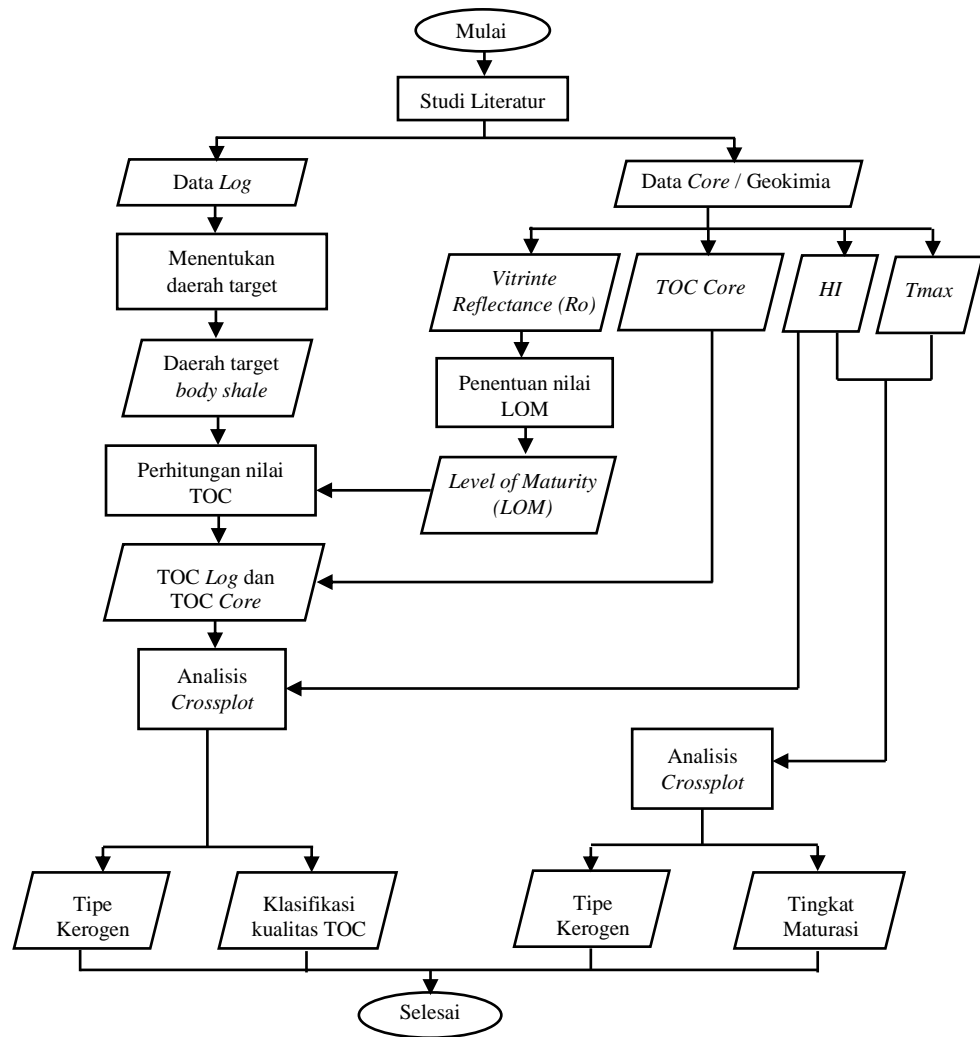 Mulai
Studi Literatur
Data Log
Data Core / Geokimia
Menentukan
daerah target
Vitrinte
Reflectance (Ro)
TOC Core
HI
Tmax
Daerah target
body shale
Penentuan nilai
LOM
Perhitungan nilai
TOC
Level of Maturity
(LOM)
TOC Log dan
TOC Core
Analisis
Crossplot
Analisis
Crossplot
Tipe
Kerogen
Klasifikasi
kualitas TOC
Tipe
Kerogen
Tingkat
Maturasi
Selesai